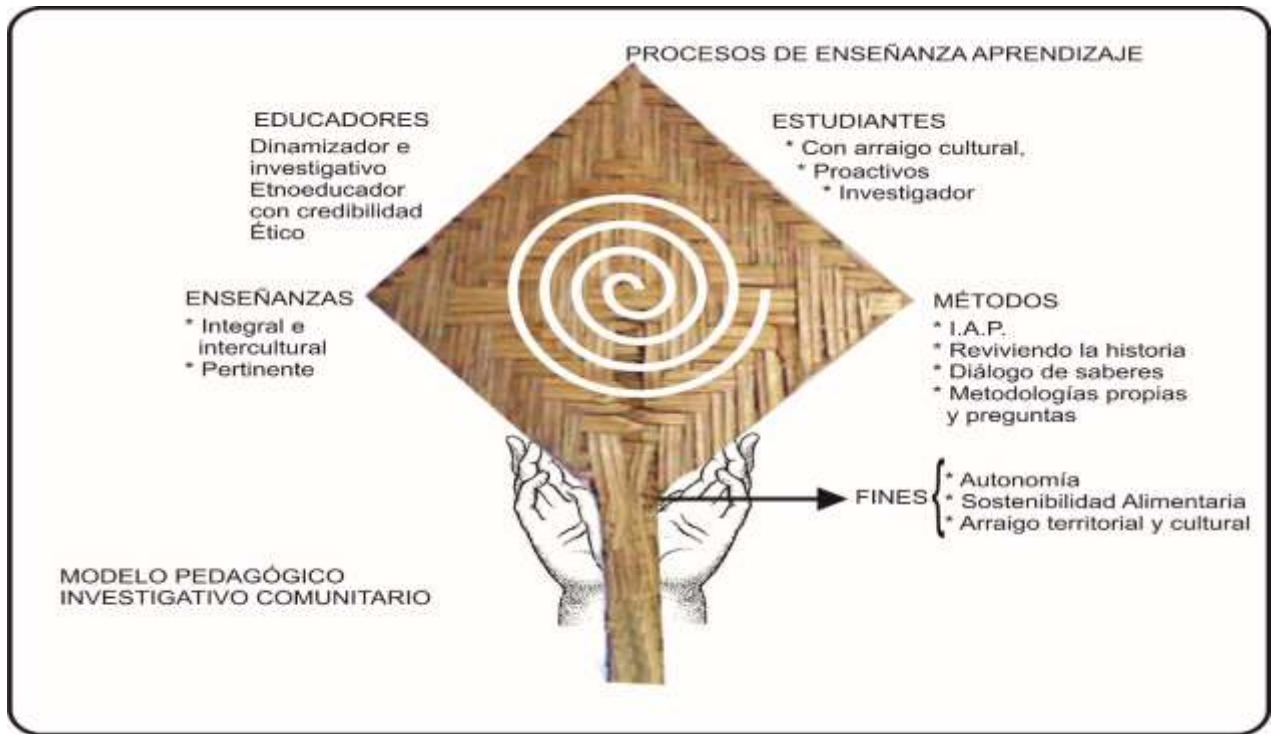 PROCESOS DE ENSEÑANZA APRENDIZAJE
EDUCADORES
Dinamizador e
investigativo
Etnoeducador
con credibilidad
Ético
ESTUDIANTES
* Con arraigo cultural,
* Proactivos
* Investigador
ENSEÑANZAS
* Integral e
intercultural
* Pertinente
MÉTODOS
* I.A.P.
* Reviviendo la historia
* Diálogo de saberes
* Metodologías propias
y preguntas
FINES
* Autonomía
* Sostenibilidad Alimentaria
* Arraigo territorial y cultural
MODELO PEDAGÓGICO
INVESTIGATIVO COMUNITARIO